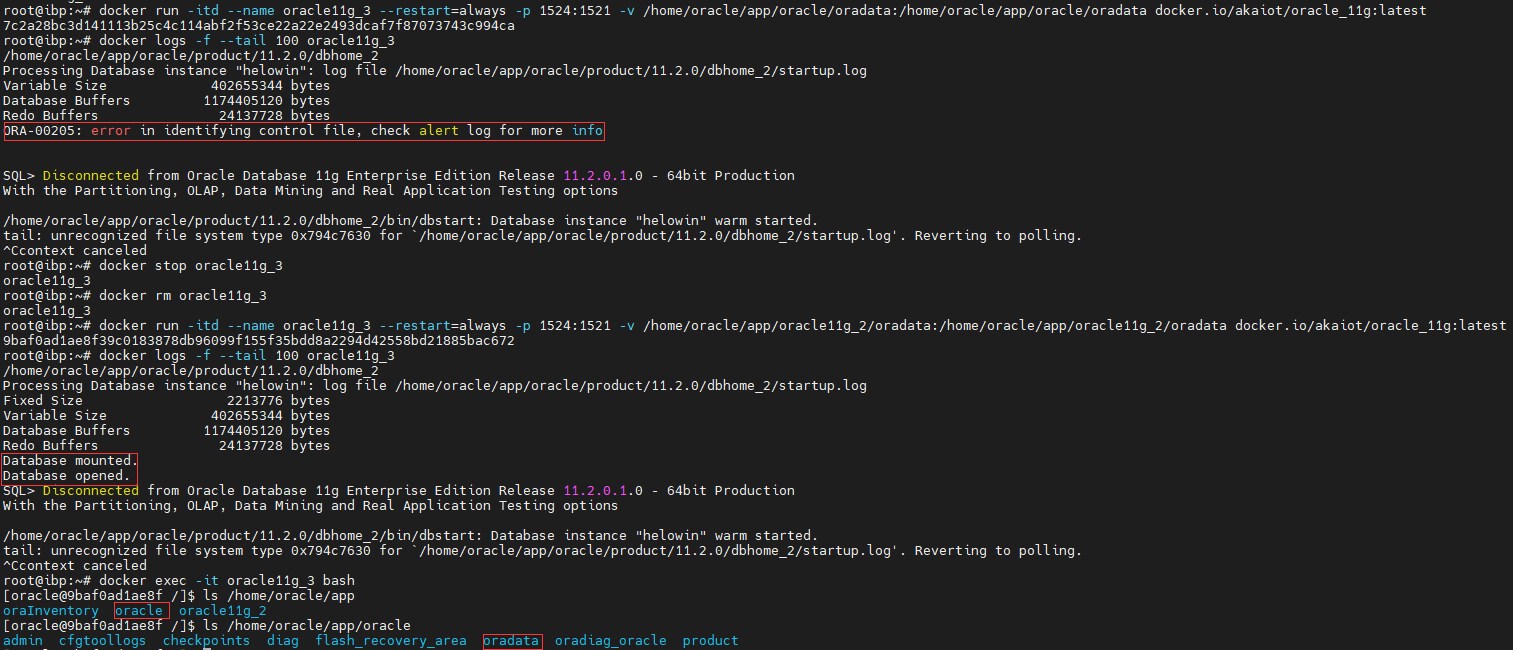 root@ibp:~# docker run -itd --name oracle11g_3 --restart=always -p 1524:1521 -v /home/oracle/app/oracle/oradata:/home/oracle/app/oracle/oradata docker.io/akaiot/oracle_11g:latest
7c2a28bc3d141113b25c4c114abf2f53ce22a22e2493dcaf7f87073743c994ca
root@ibp:~# docker logs -f --tail 100 oracle11g_3
/home/oracle/app/oracle/product/11.2.0/dbhome_2
Processing Database instance "helowin": log file /home/oracle/app/oracle/product/11.2.0/dbhome_2/startup.log
Variable Size             402655344 bytes
Database Buffers         1174405120 bytes
Redo Buffers               24137728 bytes
ORA-00205: error in identifying control file, check alert log for more info
SQL> Disconnected from Oracle Database 11g Enterprise Edition Release 11.2.0.1.0 - 64bit Production
With the Partitioning, OLAP, Data Mining and Real Application Testing options
/home/oracle/app/oracle/product/11.2.0/dbhome_2/bin/dbstart: Database instance "helowin" warm started.
tail: unrecognized file system type 0x794c7630 for `/home/oracle/app/oracle/product/11.2.0/dbhome_2/startup.log'. Reverting to polling.
^Ccontext canceled
root@ibp:~# docker stop oracle11g_3
oracle11g_3
root@ibp:~# docker rm oracle11g_3
oracle11g_3
root@ibp:~# docker run -itd --name oracle11g_3 --restart=always -p 1524:1521 -v /home/oracle/app/oracle11g_2/oradata:/home/oracle/app/oracle11g_2/oradata docker.io/akaiot/oracle_11g:latest
9baf0ad1ae8f39c0183878db96099f155f35bdd8a2294d42558bd21885bac672
root@ibp:~# docker logs -f --tail 100 oracle11g_3
/home/oracle/app/oracle/product/11.2.0/dbhome_2
Processing Database instance "helowin": log file /home/oracle/app/oracle/product/11.2.0/dbhome_2/startup.log
Fixed Size                  2213776 bytes
Variable Size             402655344 bytes
Database Buffers         1174405120 bytes
Redo Buffers               24137728 bytes
Database mounted.
Database opened.
SQL> Disconnected from Oracle Database 11g Enterprise Edition Release 11.2.0.1.0 - 64bit Production
With the Partitioning, OLAP, Data Mining and Real Application Testing options
/home/oracle/app/oracle/product/11.2.0/dbhome_2/bin/dbstart: Database instance "helowin" warm started.
tail: unrecognized file system type 0x794c7630 for `/home/oracle/app/oracle/product/11.2.0/dbhome_2/startup.log'. Reverting to polling.
^Ccontext canceled
root@ibp:~# docker exec -it oracle11g_3 bash
[oracle@9baf0ad1ae8f /]$ ls /home/oracle/app
oraInventory  oracle  oracle11g_2
[oracle@9baf0ad1ae8f /]$ ls /home/oracle/app/oracle
admin  cfgtoollogs  checkpoints  diag  flash_recovery_area  oradata  oradiag_oracle  product